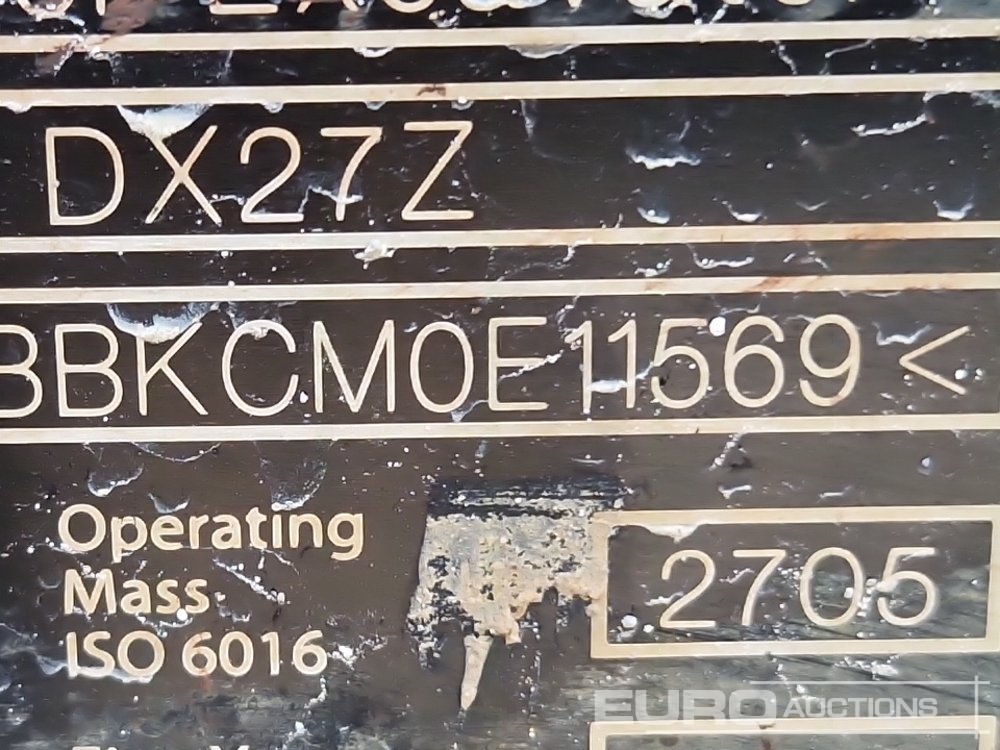 DX27Z
BBKCM0E11569<
Operating
Mass
ISO 6016
2705
EURO AUCTIONS